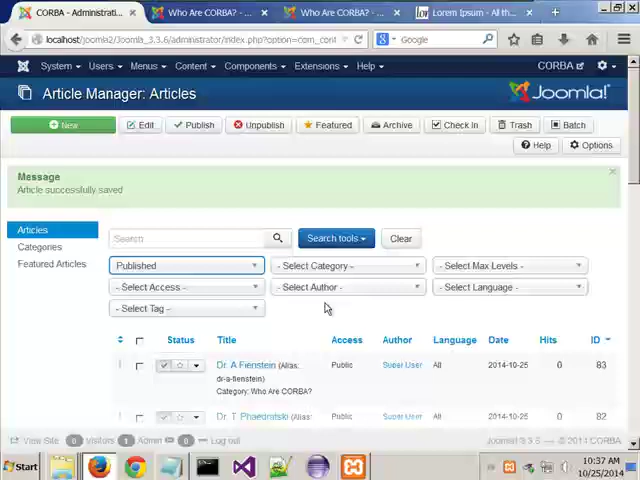 CORBA - Administrati...
Who Are CORBA? - ...
Who Are CORBA? - ...
Lorem Ipsum - All th...
localhost/joomla2/Joomla_3.3.6/administrator/index.php?option=com_cont
Google
System Users Menus Content Components Extensions Help CORBA
Article Manager: Articles
Joomla!
New Edit Publish Unpublish Featured Archive Check In Trash Batch
Help Options
Message
Article successfully saved
Articles
Categories
Featured Articles
Search Search tools Clear
Published - Select Category - - Select Max Levels -
- Select Access - - Select Author - - Select Language -
- Select Tag -
Status Title Access Author Language Date Hits ID
Dr. A Fienstein (Alias: Public Super User All 2014-10-25 0 83
dr-a-fienstein)
Category: Who Are CORBA?
Dr. T. Phaedrotski (Alias: Public Super User All 2014-10-25 0 82
View Site 0 Visitors 1 Admin 0 Log out
Joomla! 3.3.6 — © 2014 CORBA
Start
10:37 AM
10/25/2014